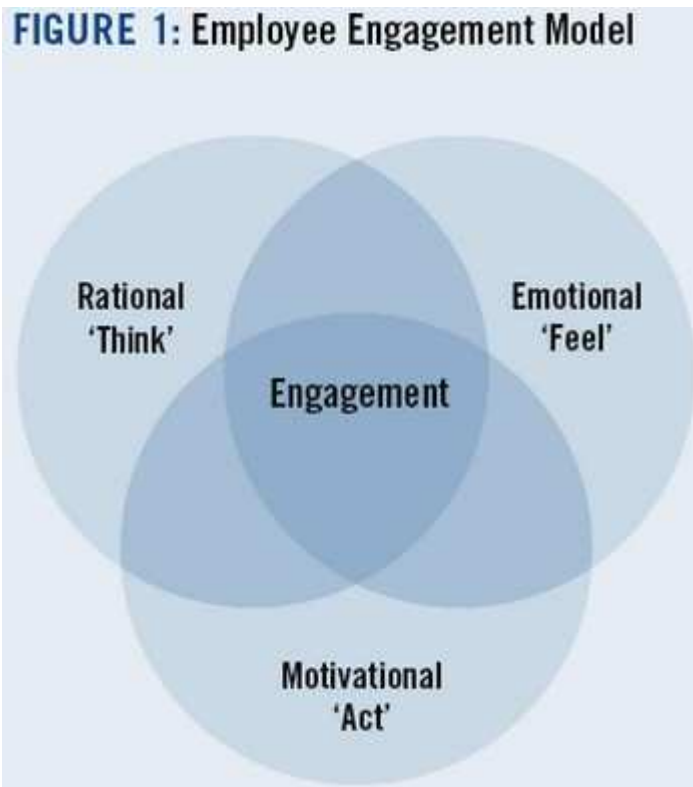 FIGURE 1: Employee Engagement Model
Rational
‘Think’
Emotional
‘Feel’
Engagement
Motivational
‘Act’